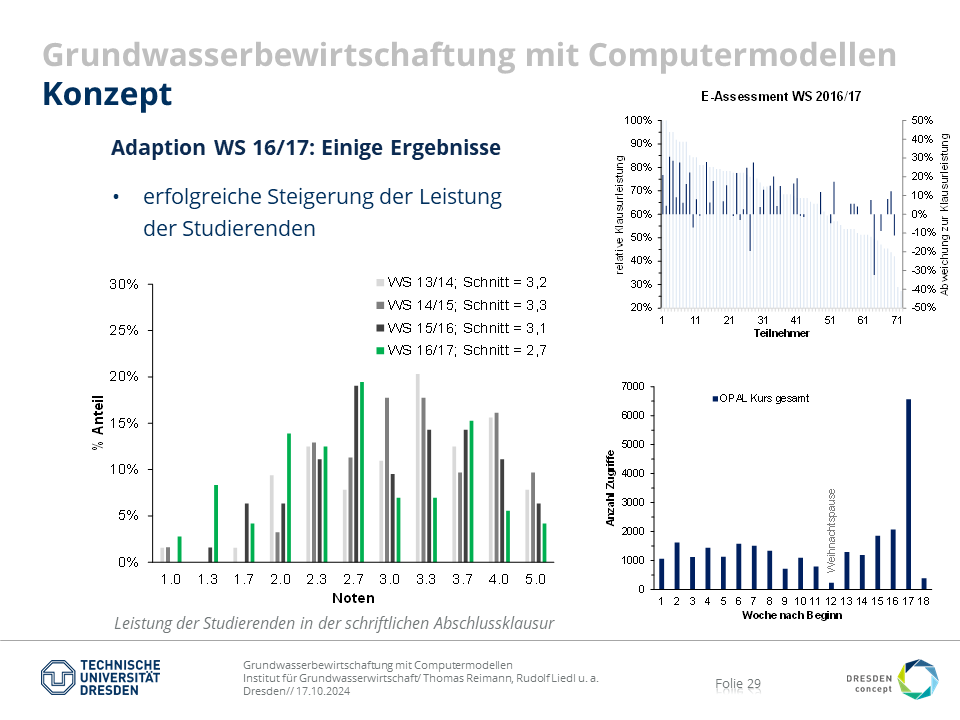 Grundwasserbewirtschaftung mit Computermodellen
Konzept
Adaption WS 16/17: Einige Ergebnisse
• erfolgreiche Steigerung der Leistung
der Studierenden
30%
25%
20%
15%
10%
5%
0%
% Anteil
WS 13/14; Schnitt = 3,2
WS 14/15; Schnitt = 3,3
WS 15/16; Schnitt = 3,1
WS 16/17; Schnitt = 2,7
1.0 1.3 1.7 2.0 2.3 2.7 3.0 3.3 3.7 4.0 5.0
Noten
Leistung der Studierenden in der schriftlichen Abschlussklausur
E-Assessment WS 2016/17
100%
90%
80%
70%
60%
50%
40%
30%
20%
relative Klausurleistung
50%
40%
30%
20%
10%
0%
-10%
-20%
-30%
-40%
-50%
Abweichung zur Klausurleistung
1 11 21 31 41 51 61 71
Teilnehmer
7000
6000
5000
4000
3000
2000
1000
0
Anzahl Zugriffe
OPAL Kurs gesamt
Weihnachtspause
1 2 3 4 5 6 7 8 9 10 11 12 13 14 15 16 17 18
Woche nach Beginn
TECHNISCHE
UNIVERSITÄT
DRESDEN
Grundwasserbewirtschaftung mit Computermodellen
Institut für Grundwasserwirtschaft/ Thomas Reimann, Rudolf Liedl u. a.
Dresden// 17.10.2024
Folie 29
DRESDEN
concept